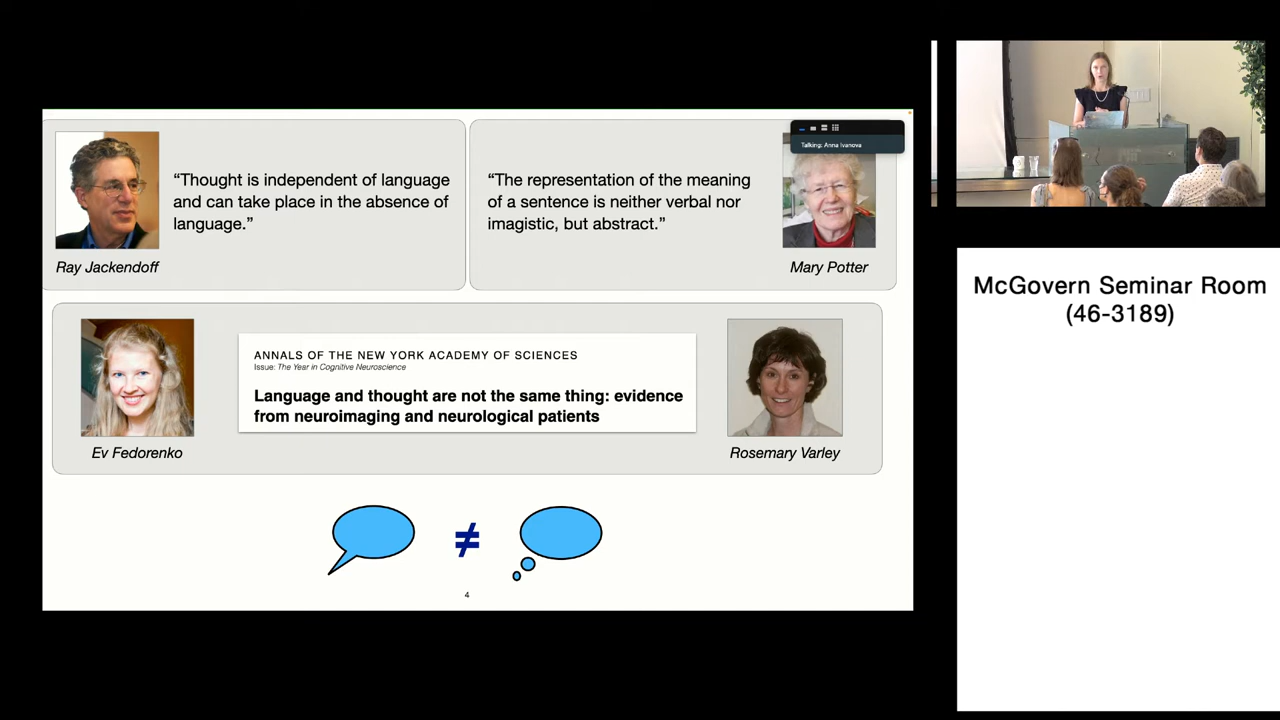 “Thought is independent of language
and can take place in the absence of
language.”
Ray Jackendoff
“The representation of the meaning
of a sentence is neither verbal nor
imagistic, but abstract.”
Talking: Anna Ivanova
Mary Potter
ANNALS OF THE NEW YORK ACADEMY OF SCIENCES
Issue: The Year in Cognitive Neuroscience
Language and thought are not the same thing: evidence
from neuroimaging and neurological patients
Ev Fedorenko
Rosemary Varley
≠
4
McGovern Seminar Room
(46-3189)